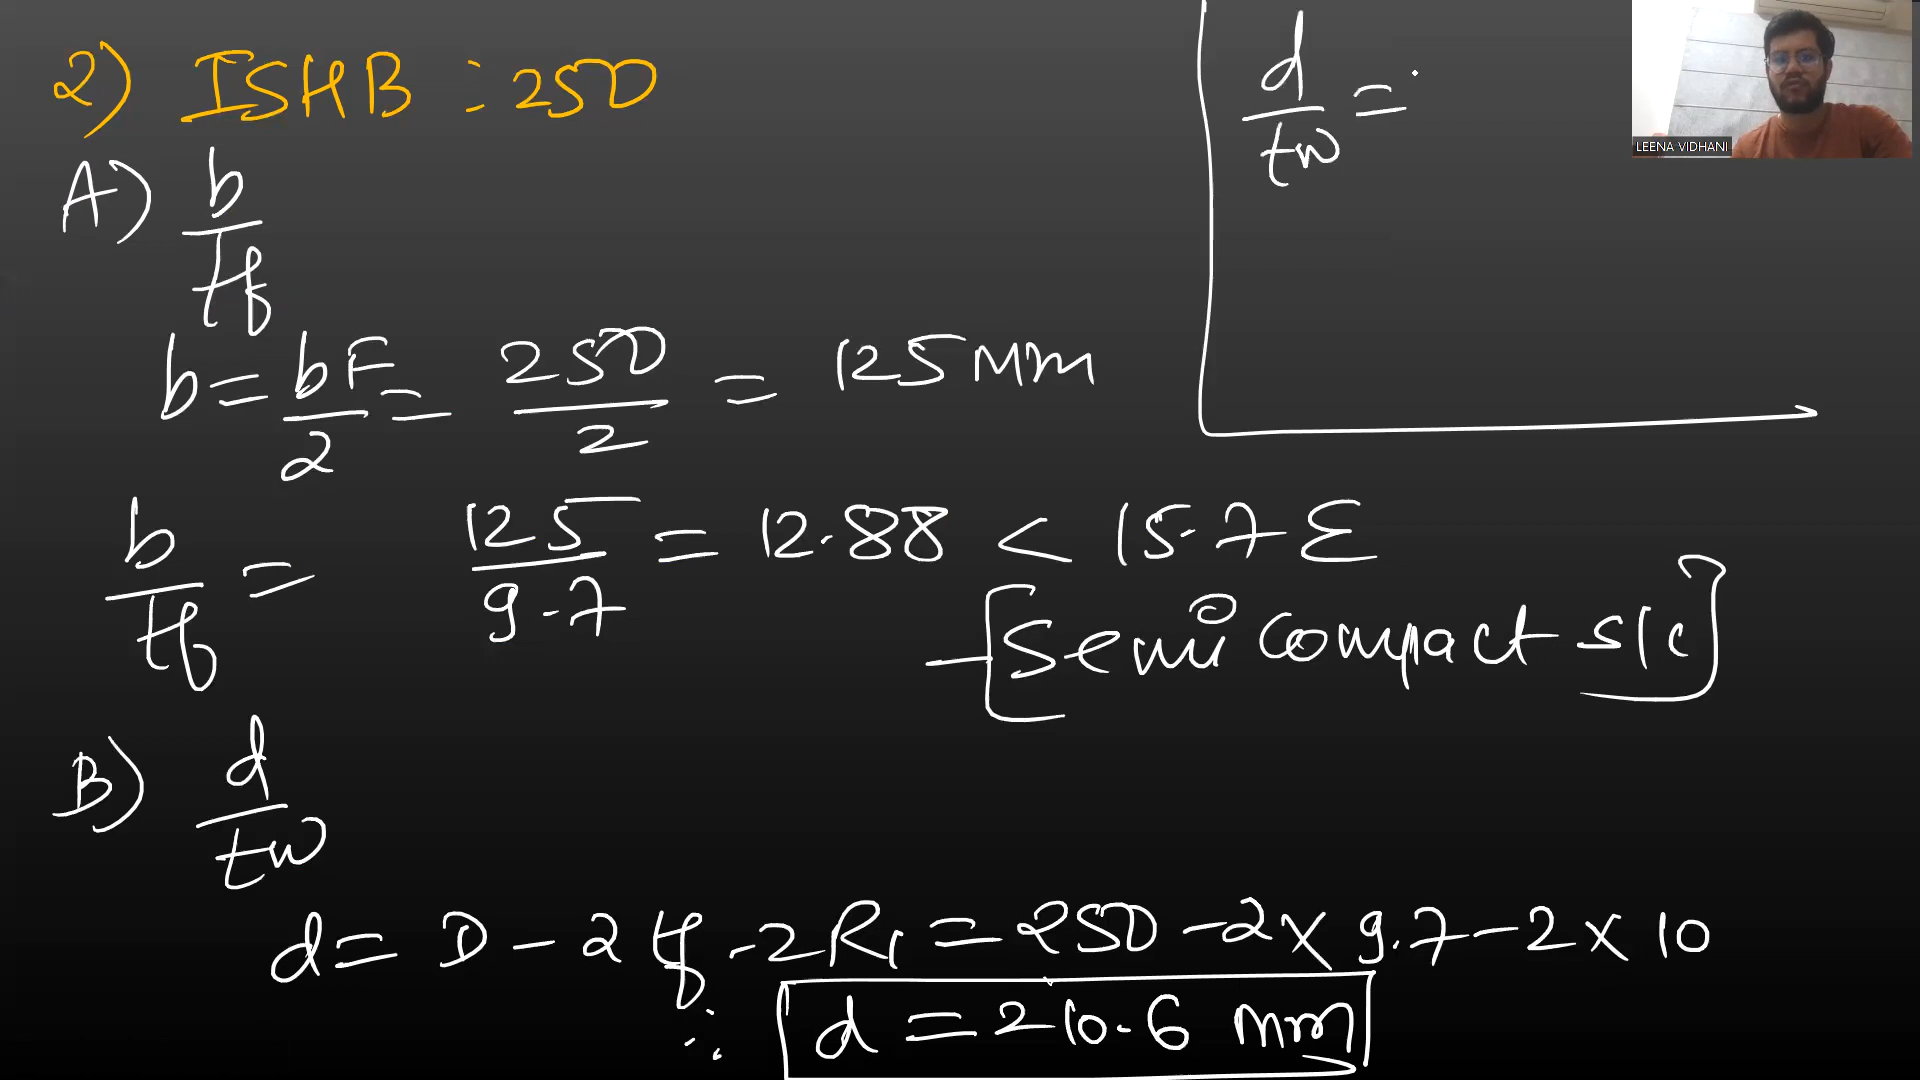 2) ISHB : 250
A) b/tf
b = bF/2 = 250/2 = 125 mm
b/tf = 125/9.7 = 12.88 < 15.7 Ɛ
[Semi compact s/c]
B) d/tw
d = D - 2tf - 2R1 = 250 - 2 x 9.7 - 2 x 10
∴ d = 210.6 mm
d/tw =
LEENA VIDHANI